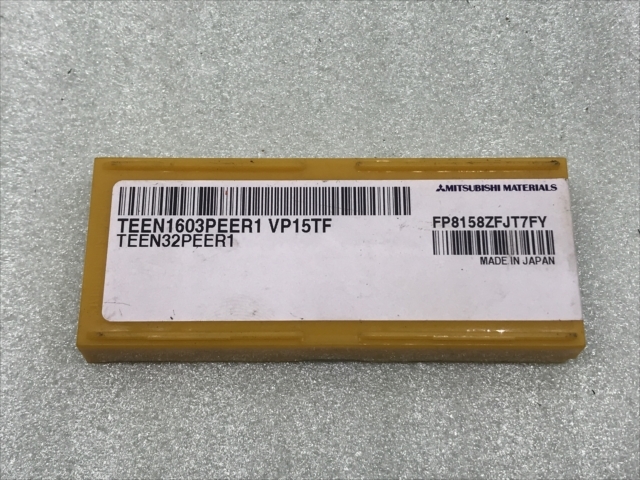 MITSUBISHI MATERIALS
TEEN1603PEER1 VP15TF
TEEN32PEER1
FP8158ZFJT7FY
MADE IN JAPAN